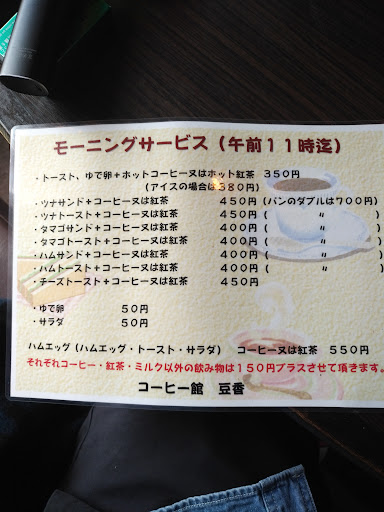 モーニングサービス(午前11時迄)
・トースト、ゆで卵+ホットコーヒー又はホット紅茶 350円
(アイスの場合は380円)
・ツナサンド+コーヒー又は紅茶 450円(パンのダブルは700円)
・ツナトースト+コーヒー又は紅茶 450円( 〃 )
・タマゴサンド+コーヒー又は紅茶 400円( 〃 )
・タマゴトースト+コーヒー又は紅茶 400円( 〃 )
・ハムサンド+コーヒー又は紅茶 400円( 〃 )
・ハムトースト+コーヒー又は紅茶 400円( 〃 )
・チーズトースト+コーヒー又は紅茶 450円
・ゆで卵 50円
・サラダ 50円
ハムエッグ(ハムエッグ・トースト・サラダ) コーヒー又は紅茶 550円
それぞれコーヒー・紅茶・ミルク以外の飲み物は150円プラスさせて頂きます。
コーヒー館 豆香